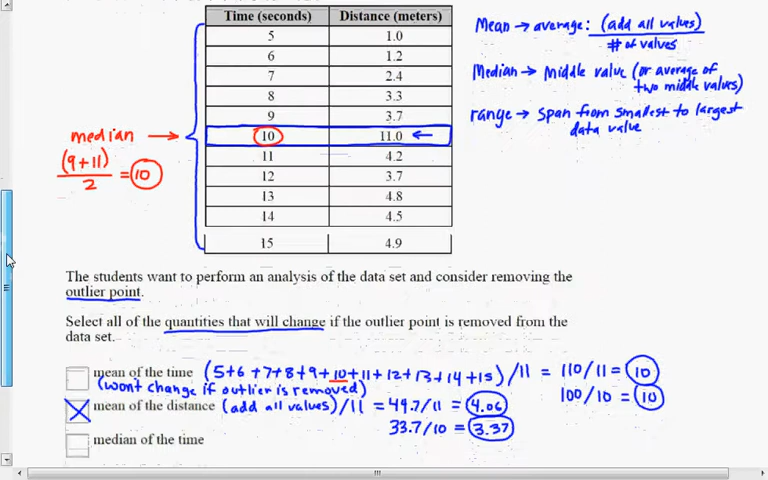 Time (seconds) Distance (meters)
5 1.0
6 1.2
7 2.4
8 3.3
9 3.7
10 11.0
11 4.2
12 3.7
13 4.8
14 4.5
15 4.9
Mean → average: (add all values)
# of values
Median → Middle value (or average of
two middle values)
range → span from smallest to largest
data value
median →
(9+11)
2
= 10
The students want to perform an analysis of the data set and consider removing the
outlier point.
Select all of the quantities that will change if the outlier point is removed from the
data set.
mean of the time (5+6+7+8+9+10+11+12+13+14+15)/11 = 110/11 = 10
(wont change if outlier is removed) 100/10 = 10
mean of the distance (add all values)/11 = 44.7/11 = 4.06
33.7/10 = 3.37
median of the time